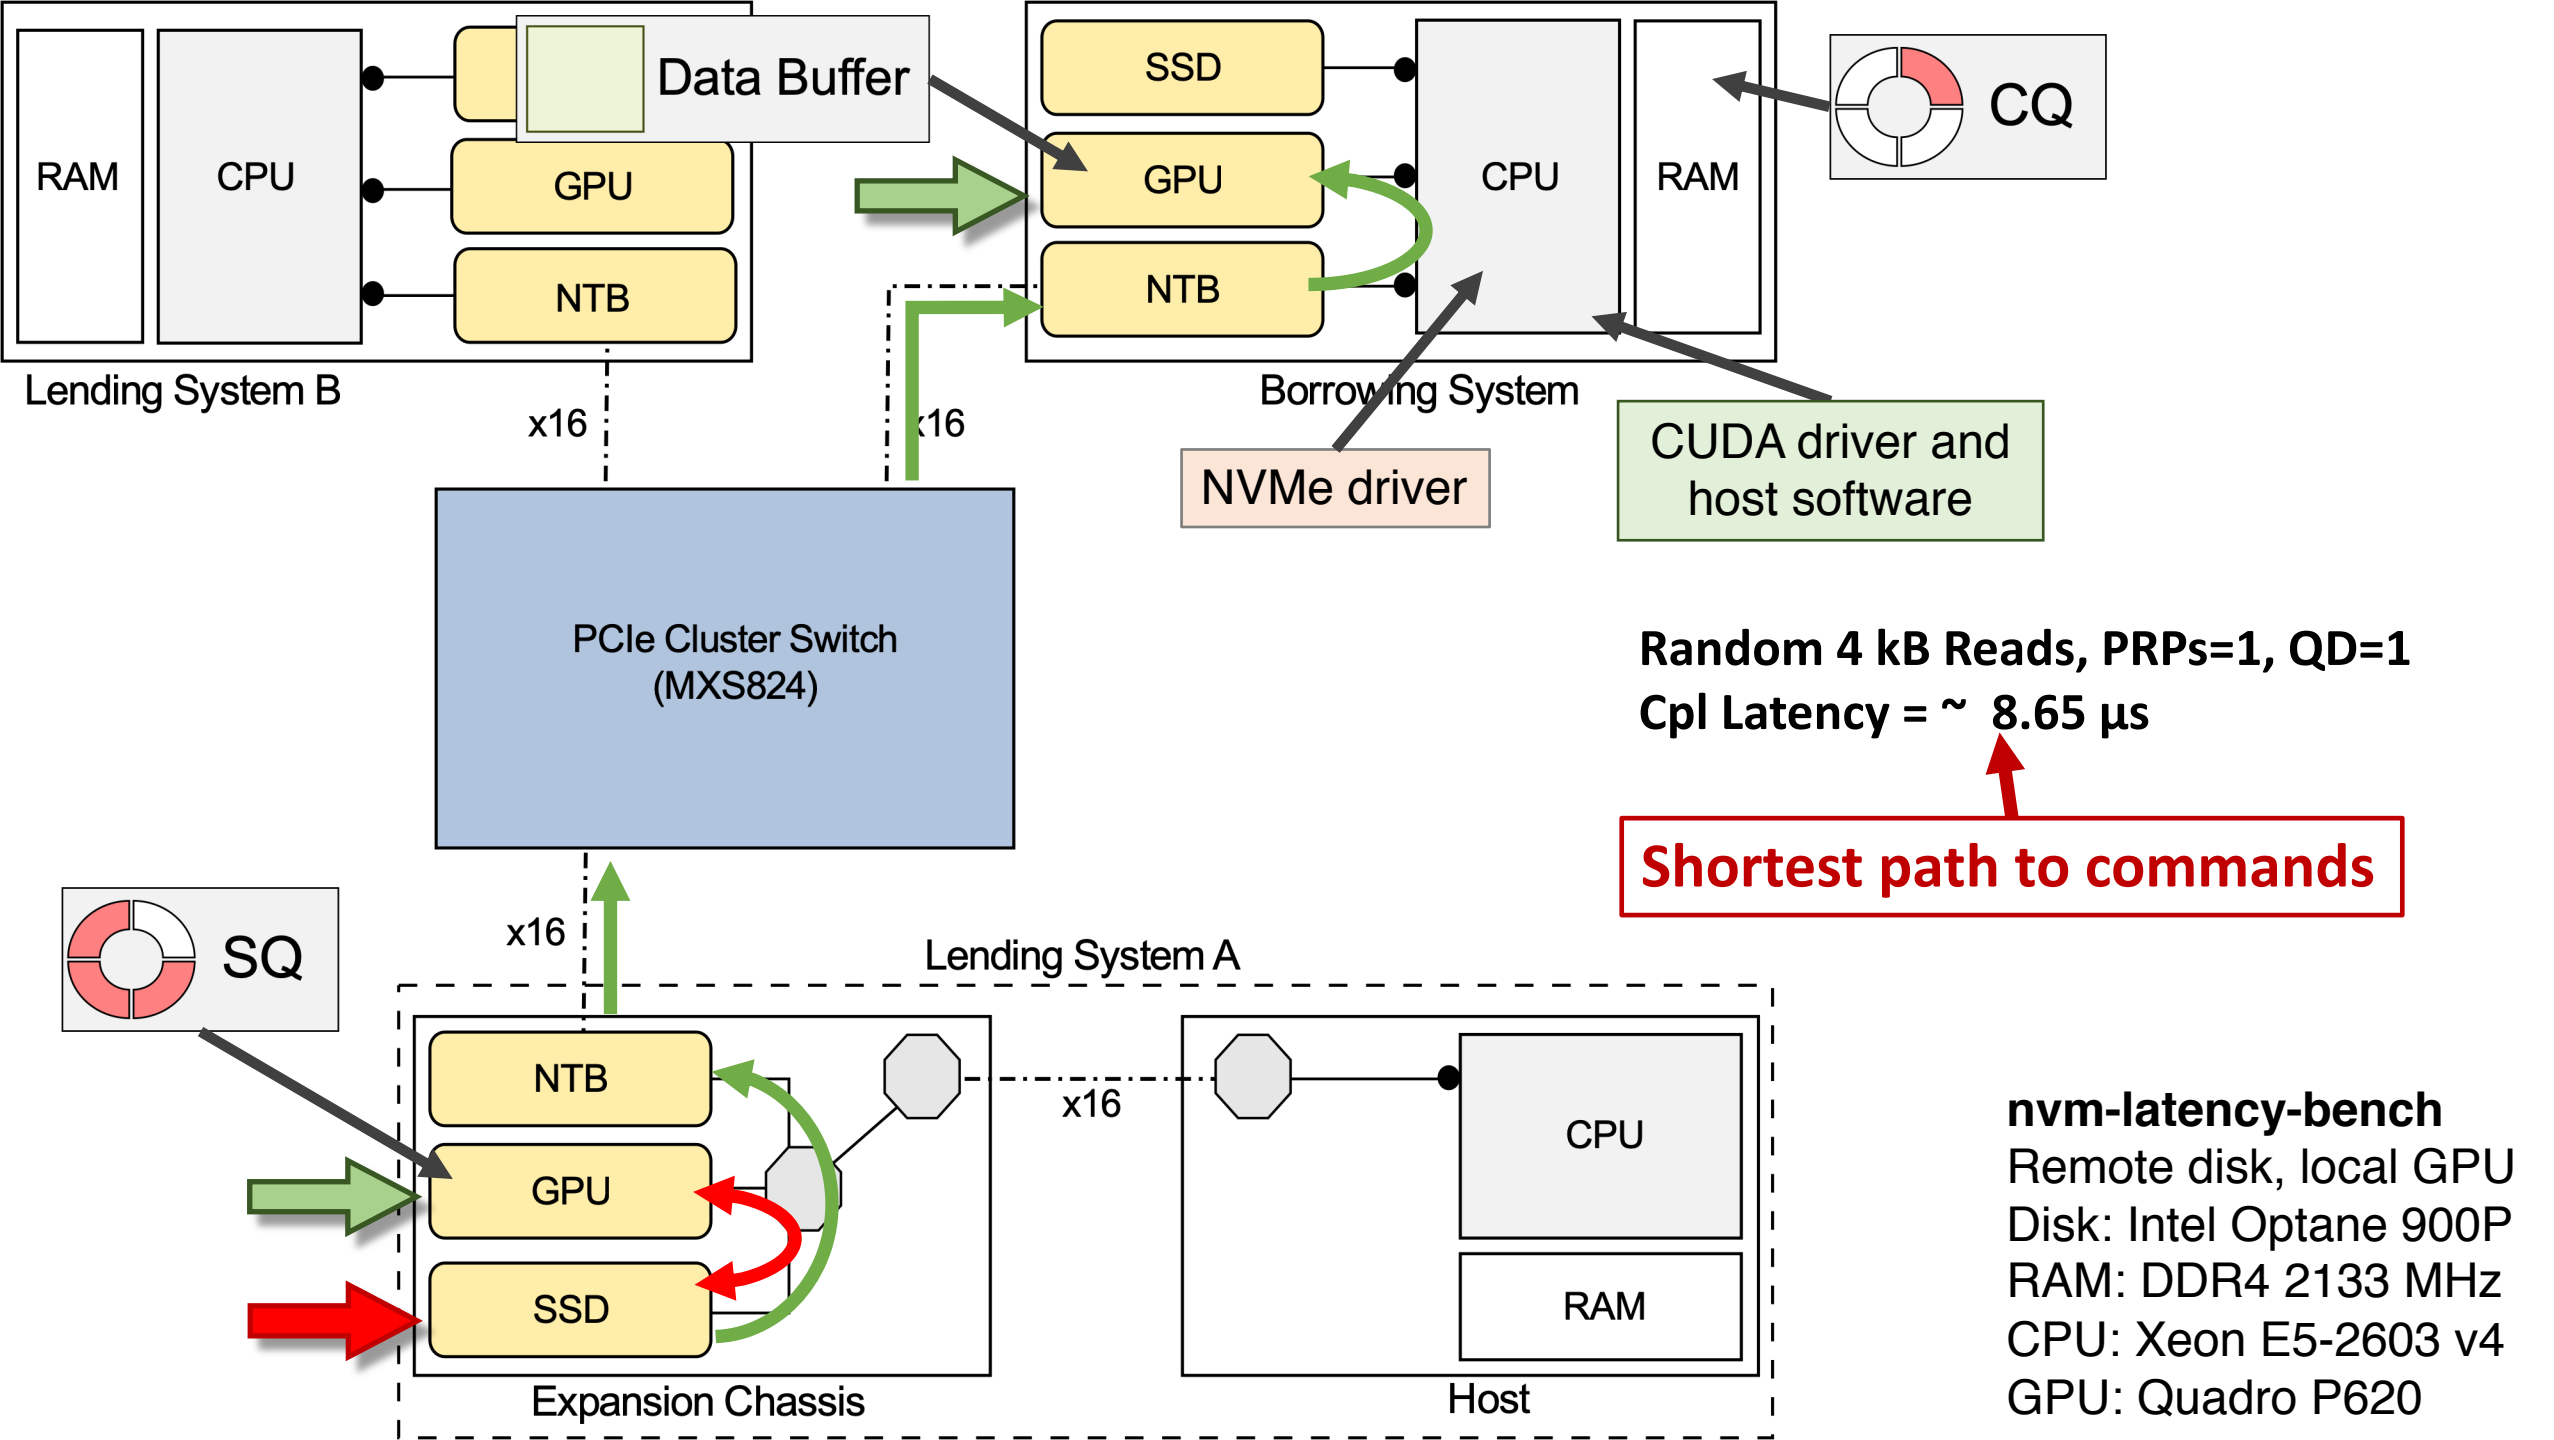 RAM
CPU
Data Buffer
GPU
NTB
Lending System B
x16
SSD
GPU
NTB
CPU
RAM
CQ
Borrowing System
x16
NVMe driver
CUDA driver and
host software
PCIe Cluster Switch
(MXS824)
Random 4 kB Reads, PRPs=1, QD=1
Cpl Latency = ~ 8.65 µs
Shortest path to commands
SQ
x16
Lending System A
NTB
GPU
SSD
Expansion Chassis
x16
CPU
RAM
Host
nvm-latency-bench
Remote disk, local GPU
Disk: Intel Optane 900P
RAM: DDR4 2133 MHz
CPU: Xeon E5-2603 v4
GPU: Quadro P620